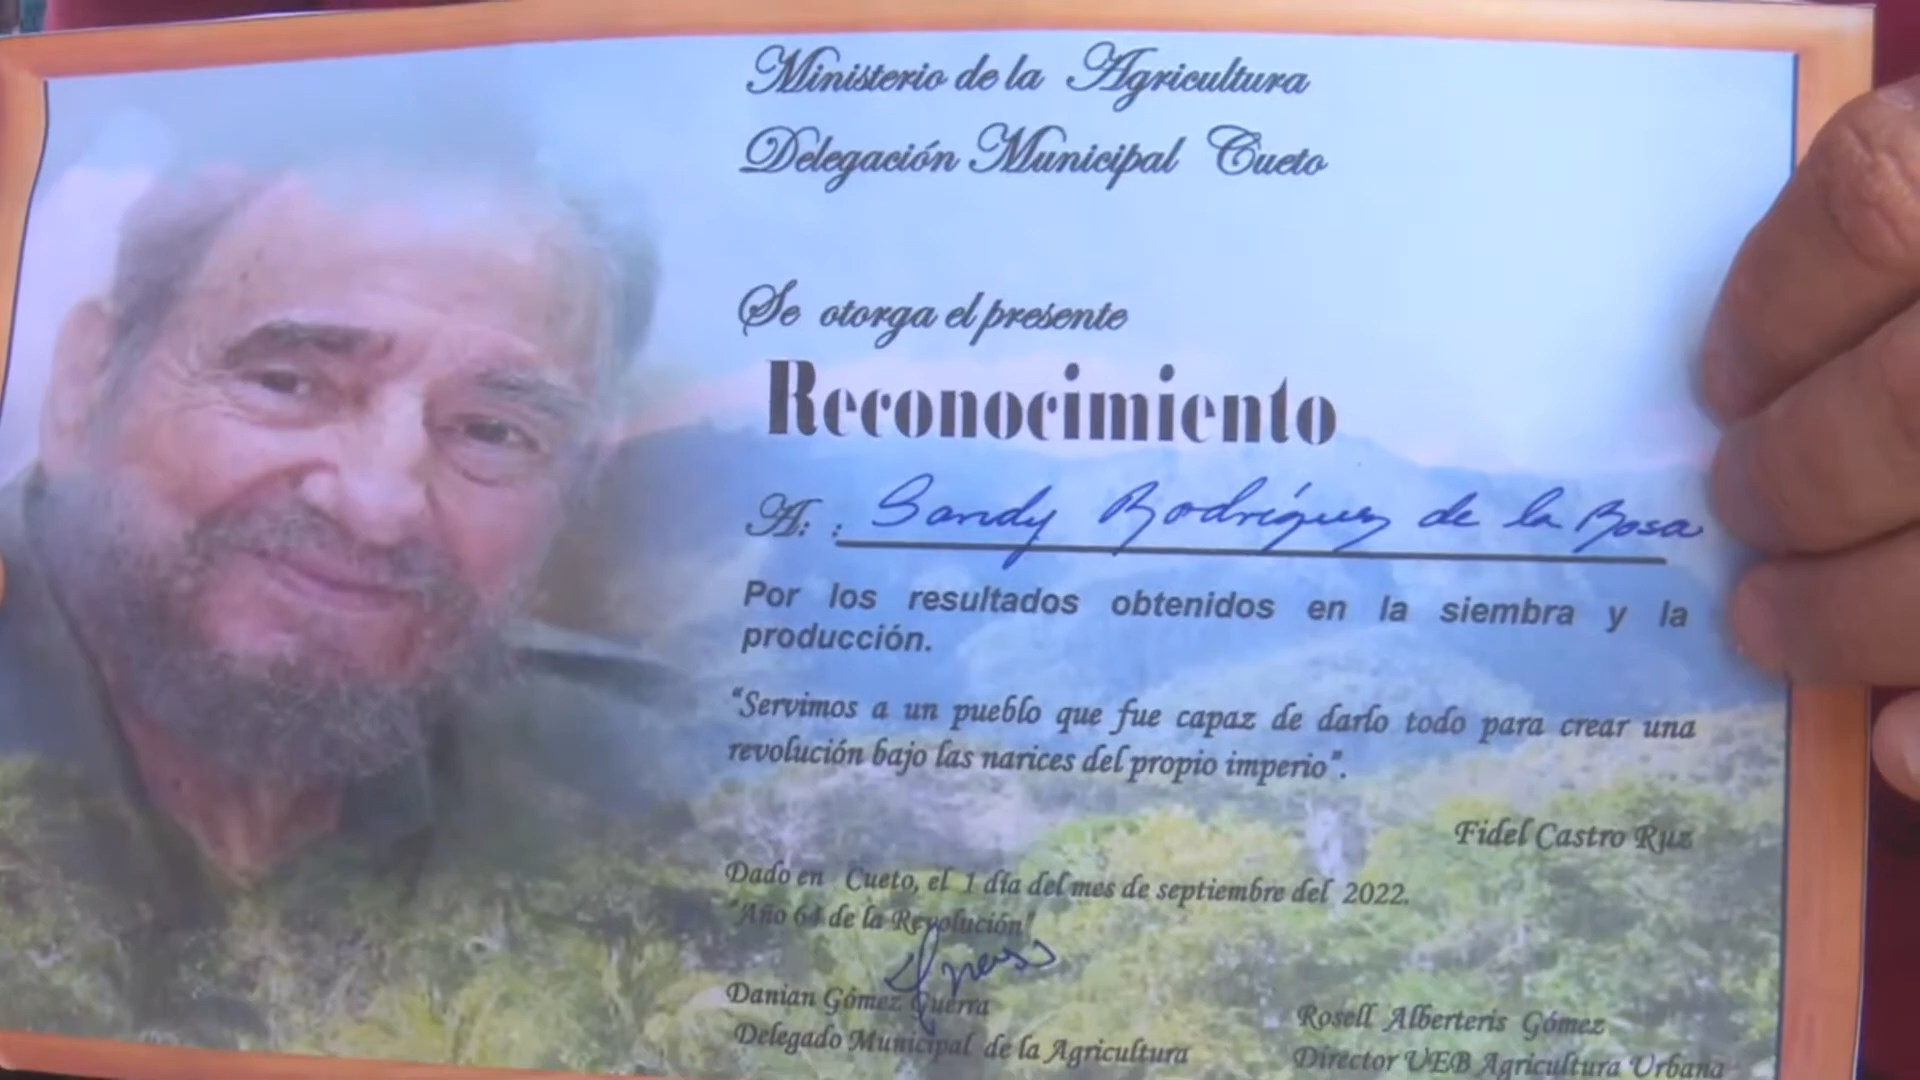 Ministerio de la Agricultura
Delegación Municipal Cueto
Se otorga el presente
Reconocimiento
A: : Sandy Rodríguez de la Rosa
Por los resultados obtenidos en la siembra y la
producción.
“Servimos a un pueblo que fue capaz de darlo todo para crear una
revolución bajo las narices del propio imperio”.
Fidel Castro Ruz
Dado en Cueto, el 1 día del mes de septiembre del 2022.
"Año 64 de la Revolución"
Danian Gómez Guerra
Delegado Municipal de la Agricultura
Rosell Alberteris Gómez
Director UEB Agricultura Urbana